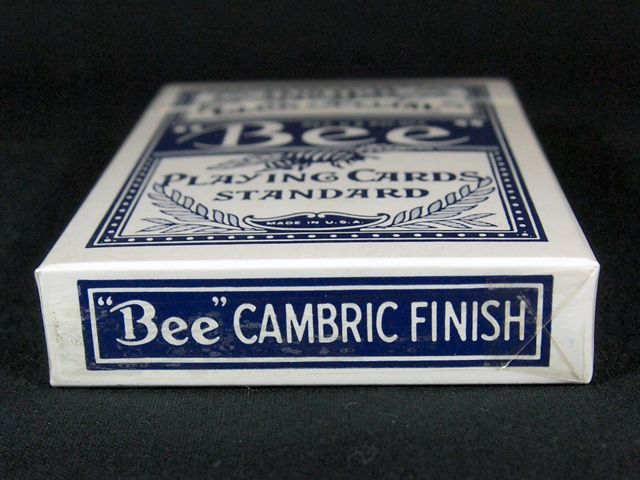 "Bee"
PLAYING CARDS
STANDARD
MADE IN U.S.A.
"Bee" CAMBRIC FINISH